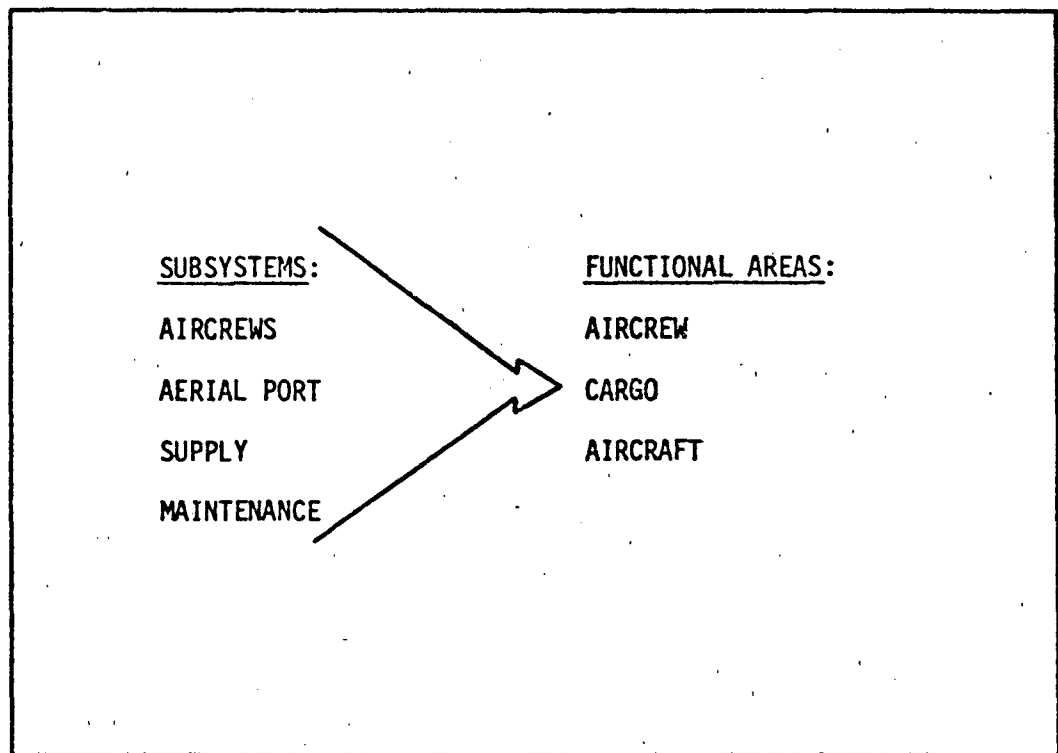 SUBSYSTEMS:
AIRCREWS
AERIAL PORT
SUPPLY
MAINTENANCE
FUNCTIONAL AREAS:
AIRCREW
CARGO
AIRCRAFT